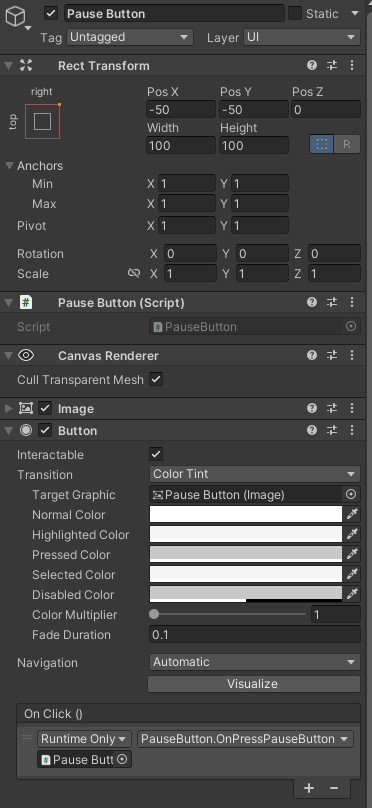 Pause Button Static
Tag Untagged Layer UI
Rect Transform
right
top
Pos X Pos Y Pos Z
-50 -50 0
Width Height
100 100 R
Anchors
Min X 1 Y 1
Max X 1 Y 1
Pivot X 1 Y 1
Rotation X 0 Y 0 Z 0
Scale X 1 Y 1 Z 1
# Pause Button (Script)
Script PauseButton
Canvas Renderer
Cull Transparent Mesh
Image
Button
Interactable
Transition Color Tint
Target Graphic Pause Button (Image)
Normal Color
Highlighted Color
Pressed Color
Selected Color
Disabled Color
Color Multiplier 1
Fade Duration 0.1
Navigation Automatic
Visualize
On Click ()
Runtime Only PauseButton.OnPressPauseButton
Pause Butt
+ −